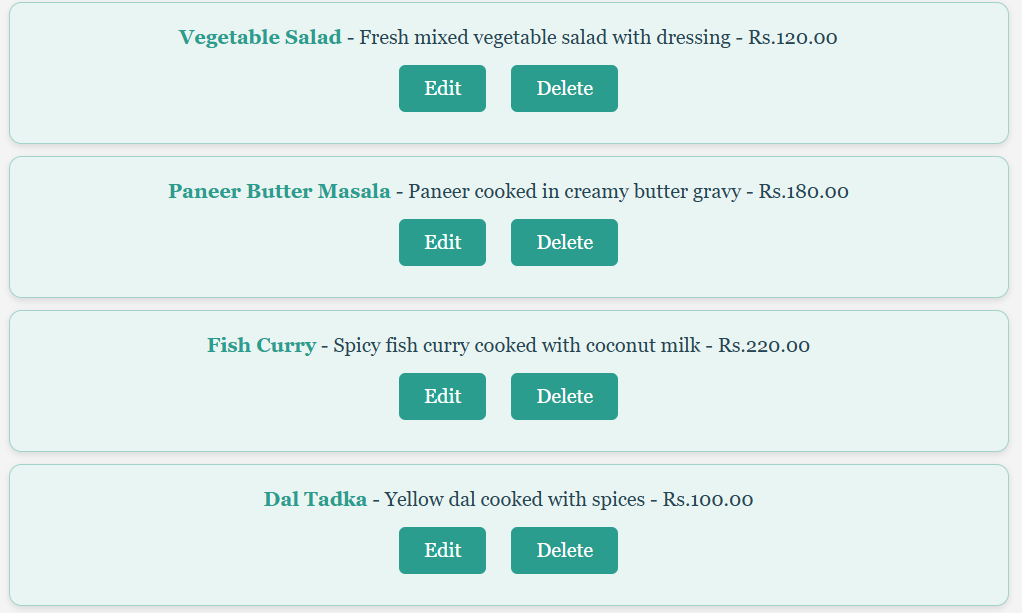 Vegetable Salad - Fresh mixed vegetable salad with dressing - Rs.120.00
Edit Delete
Paneer Butter Masala - Paneer cooked in creamy butter gravy - Rs.180.00
Edit Delete
Fish Curry - Spicy fish curry cooked with coconut milk - Rs.220.00
Edit Delete
Dal Tadka - Yellow dal cooked with spices - Rs.100.00
Edit Delete